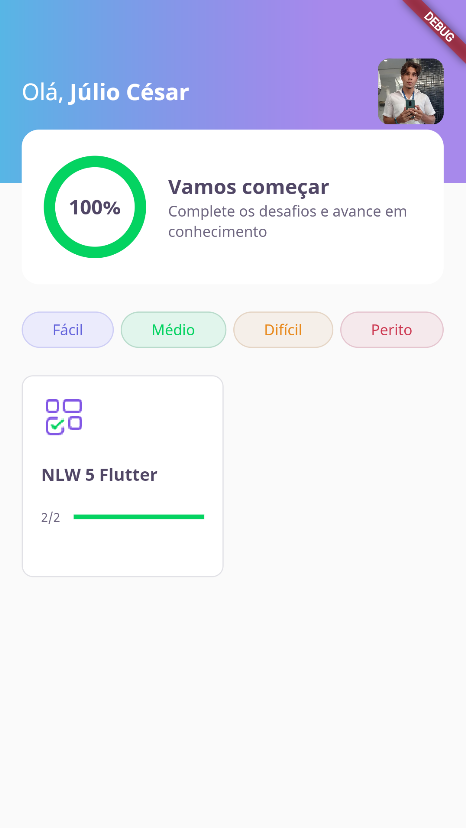 DEBUG
Olá, Júlio César
100%
Vamos começar
Complete os desafios e avance em
conhecimento
Fácil
Médio
Difícil
Perito
NLW 5 Flutter
2/2